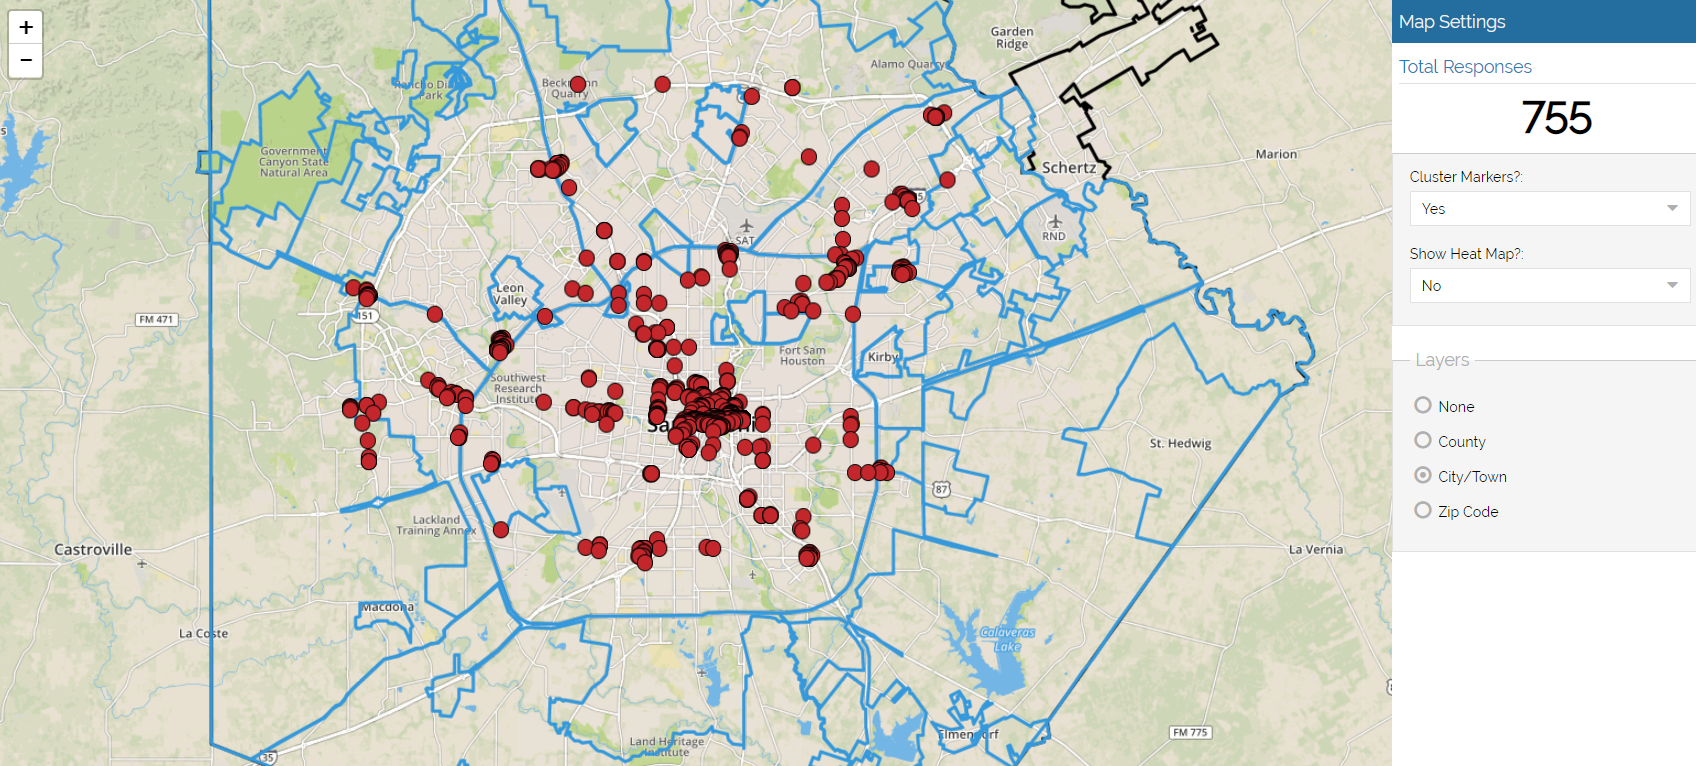 +
−
Garden
Ridge
Alamo Quarry
Beckmann
Quarry
Government
Canyon State
Natural Area
Schertz
Marion
SAT
RND
Leon
Valley
151
FM 471
Fort Sam
Houston
Kirby
Southwest
Research
Institute
St. Hedwig
87
Lackland
Training Annex
Castroville
La Vernia
Macdona
La Coste
Calaveras
Lake
Land Heritage
Institute
Elmendorf
FM 775
35
Map Settings
Total Responses
755
Cluster Markers?:
Yes
Show Heat Map?:
No
Layers
None
County
City/Town
Zip Code